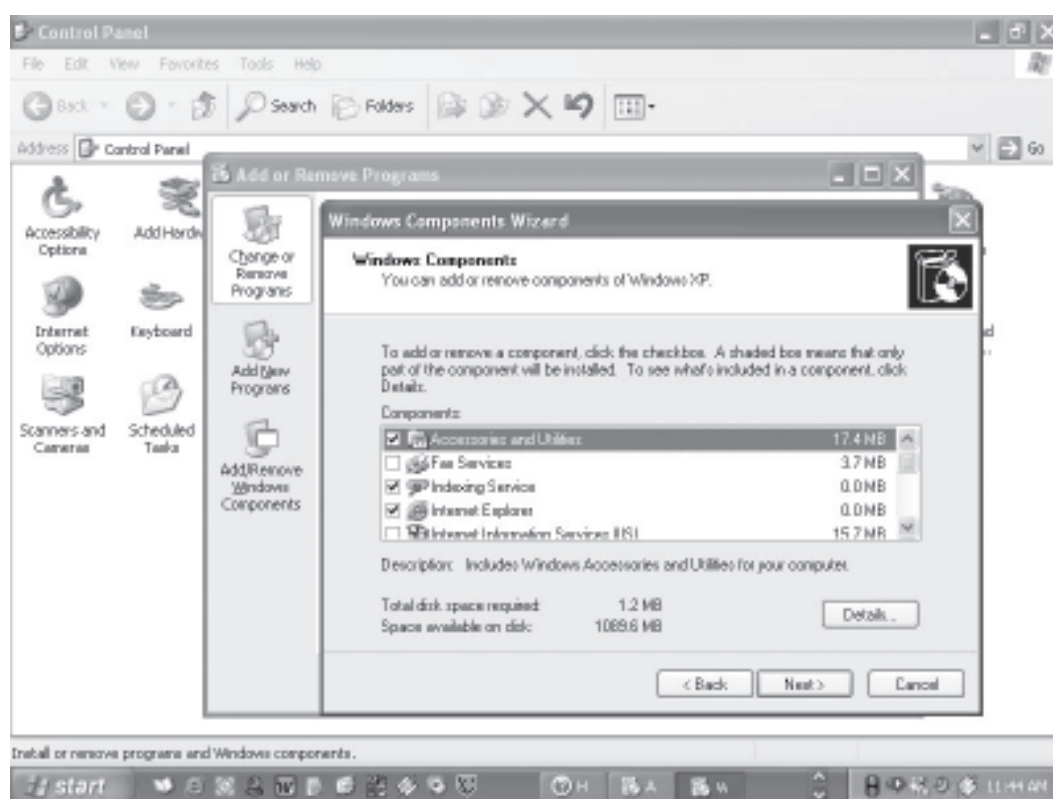 Control Panel
File Edit View Favorites Tools Help
Back Search Folders
Address Control Panel Go
Accessibility Options
Add Hardw
Internet Options
Keyboard
Scanners and Cameras
Scheduled Tasks
Add or Remove Programs
Change or Remove Programs
Add New Programs
Add/Remove Windows Components
Windows Components Wizard
Windows Components
You can add or remove components of Windows XP.
To add or remove a component, click the checkbox. A shaded box means that only
part of the component will be installed. To see what's included in a component, click
Details.
Components:
Accessories and Utilities 17.4 MB
Fax Services 3.7 MB
Indexing Service 0.0 MB
Internet Explorer 0.0 MB
Internet Information Services (IIS) 15.7 MB
Description: Includes Windows Accessories and Utilities for your computer.
Total disk space required: 1.2 MB
Space available on disk: 1089.6 MB
Details...
< Back Next > Cancel
Install or remove programs and Windows components.
start H A W 11:44 AM